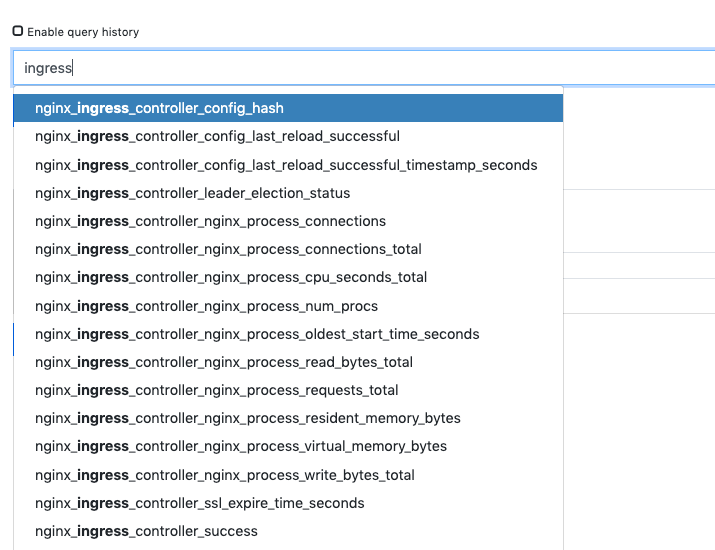 Enable query history
ingress
nginx_ingress_controller_config_hash
nginx_ingress_controller_config_last_reload_successful
nginx_ingress_controller_config_last_reload_successful_timestamp_seconds
nginx_ingress_controller_leader_election_status
nginx_ingress_controller_nginx_process_connections
nginx_ingress_controller_nginx_process_connections_total
nginx_ingress_controller_nginx_process_cpu_seconds_total
nginx_ingress_controller_nginx_process_num_procs
nginx_ingress_controller_nginx_process_oldest_start_time_seconds
nginx_ingress_controller_nginx_process_read_bytes_total
nginx_ingress_controller_nginx_process_requests_total
nginx_ingress_controller_nginx_process_resident_memory_bytes
nginx_ingress_controller_nginx_process_virtual_memory_bytes
nginx_ingress_controller_nginx_process_write_bytes_total
nginx_ingress_controller_ssl_expire_time_seconds
nginx_ingress_controller_success